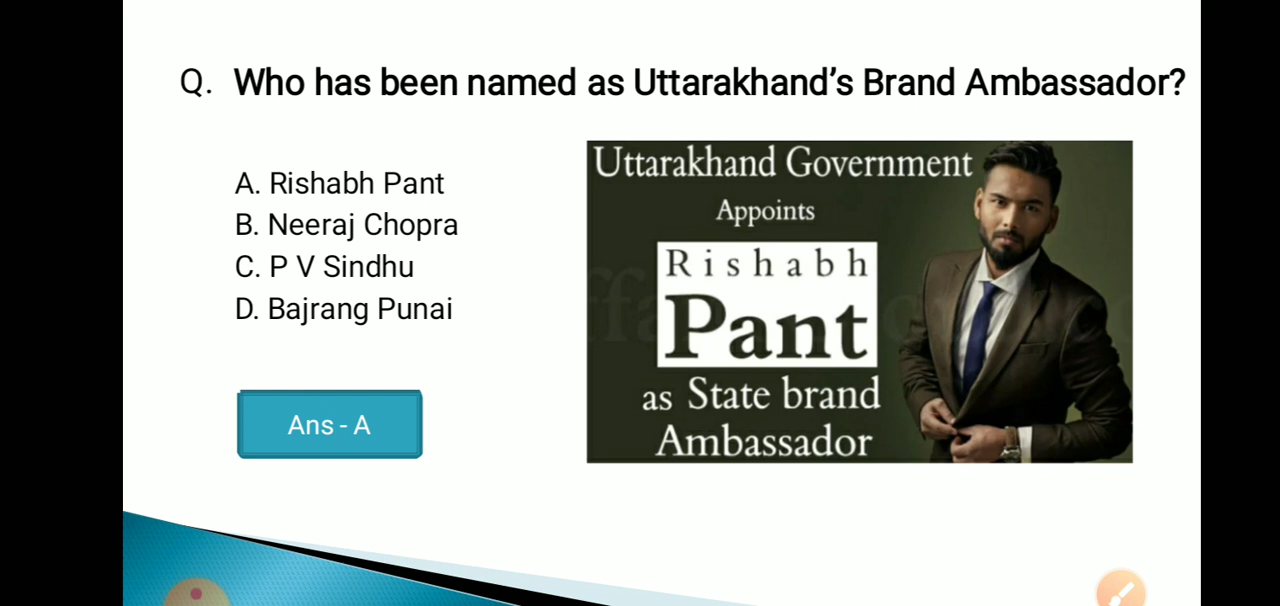 Q. Who has been named as Uttarakhand's Brand Ambassador?
A. Rishabh Pant
B. Neeraj Chopra
C. P V Sindhu
D. Bajrang Punai
Ans - A
Uttarakhand Government
Appoints
Rishabh
Pant
as State brand
Ambassador